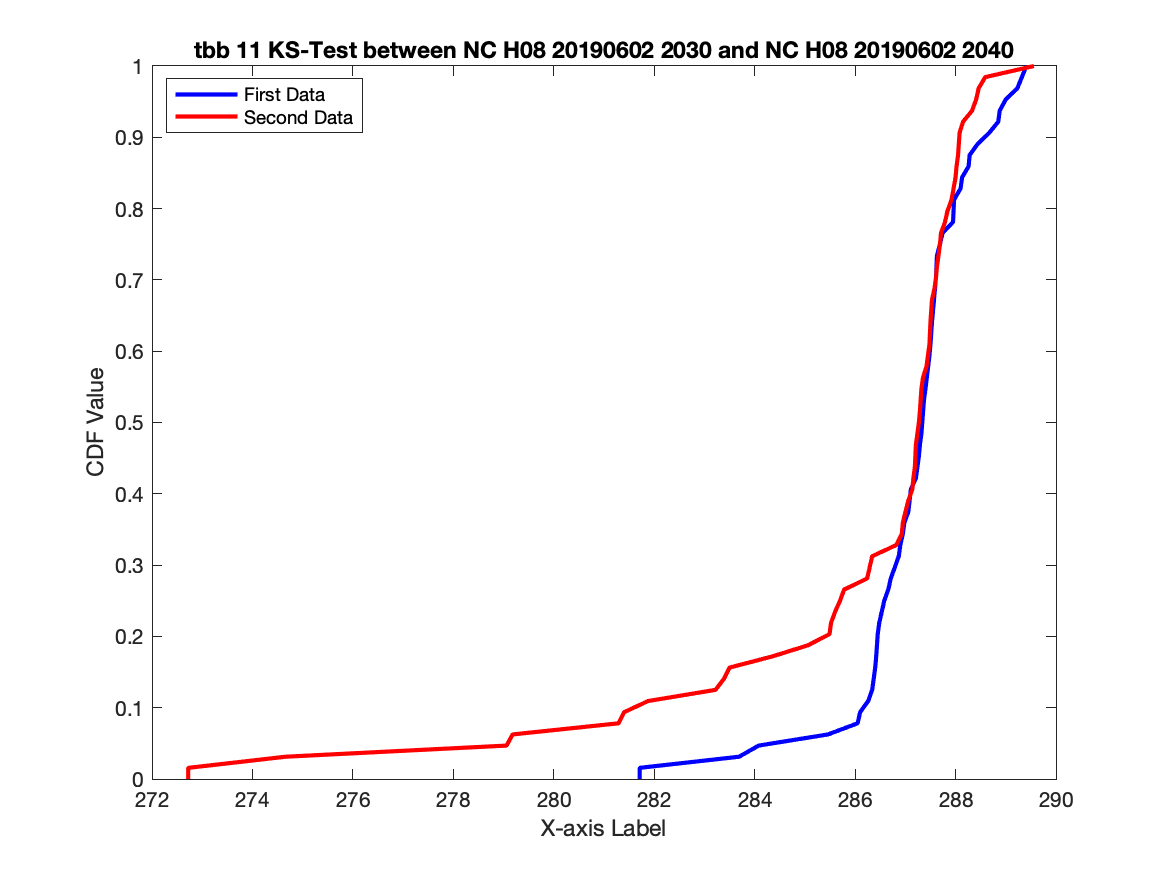 tbb 11 KS-Test between NC H08 20190602 2030 and NC H08 20190602 2040
First Data
Second Data
1
0.9
0.8
0.7
0.6
0.5
0.4
0.3
0.2
0.1
0
CDF Value
272 274 276 278 280 282 284 286 288 290
X-axis Label